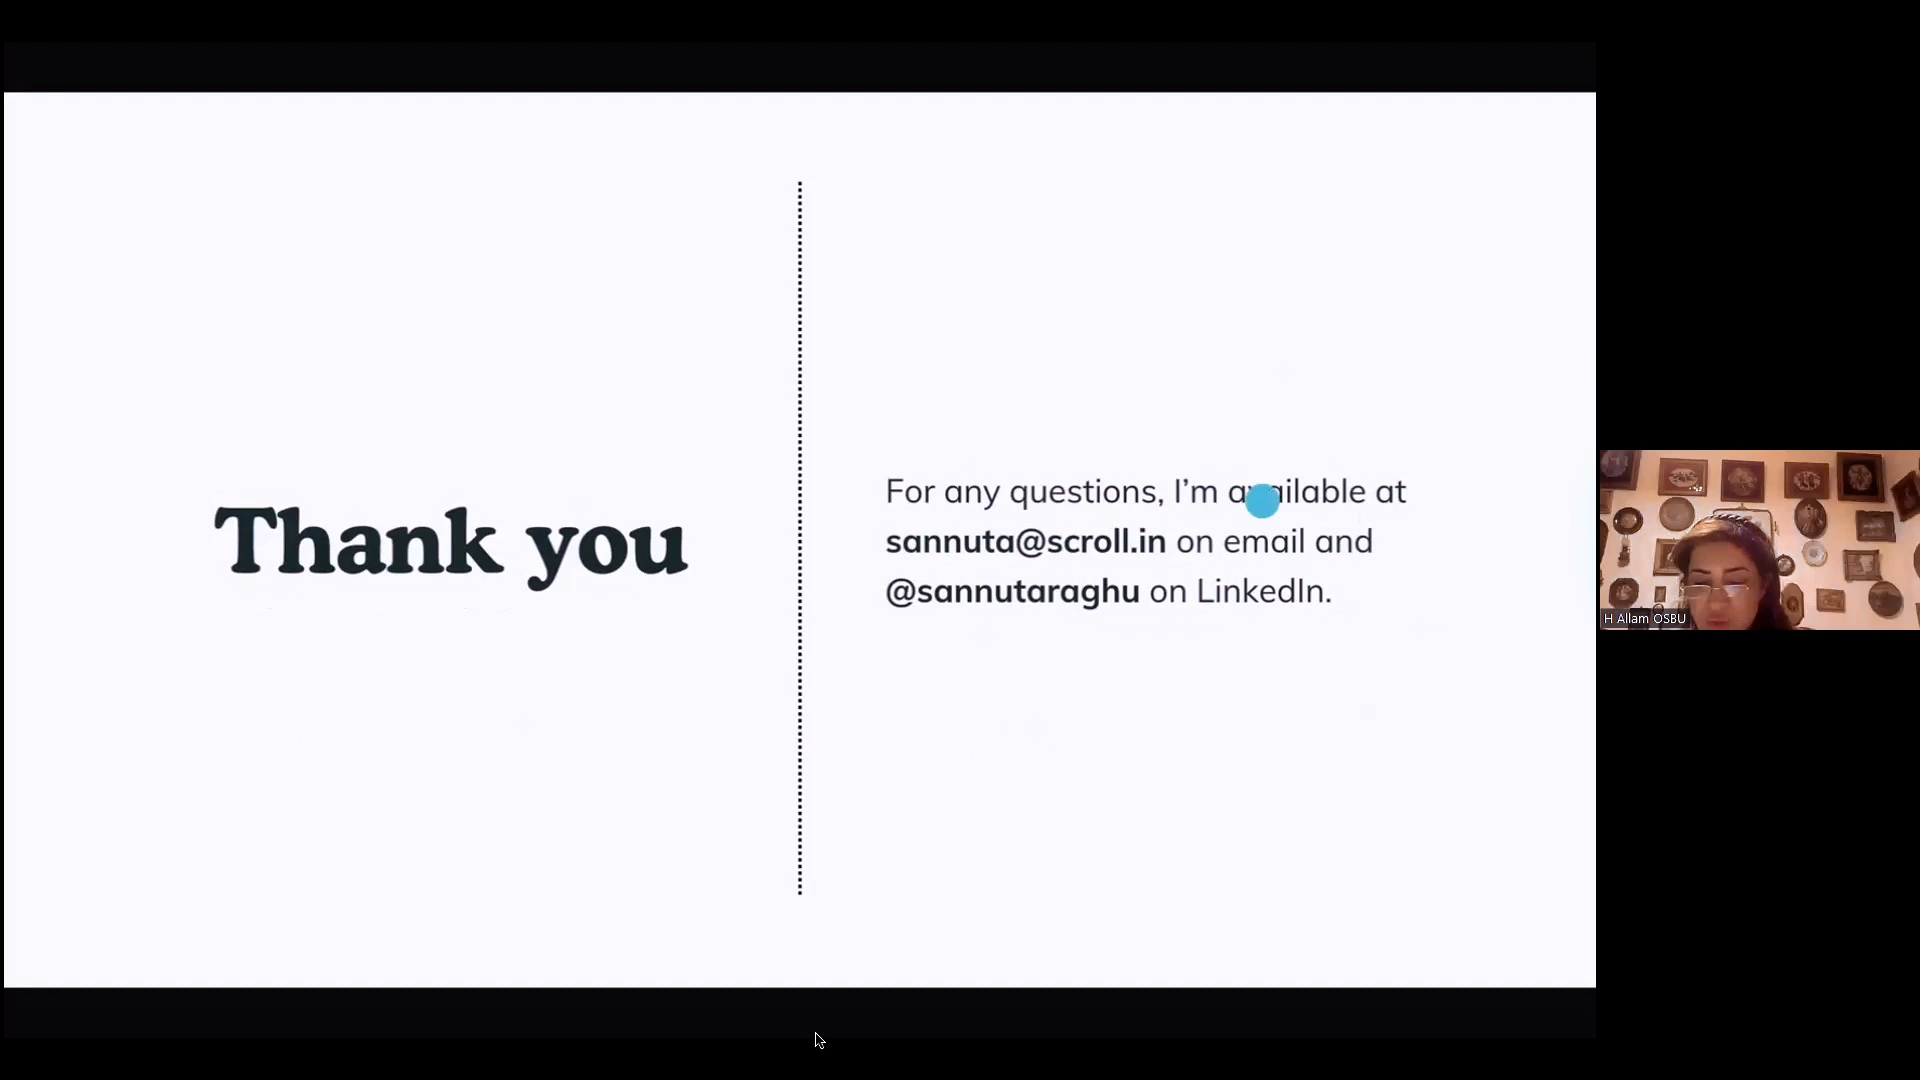 Thank you
For any questions, I’m available at
sannuta@scroll.in on email and
@sannutaraghu on LinkedIn.
H Allam OSBU